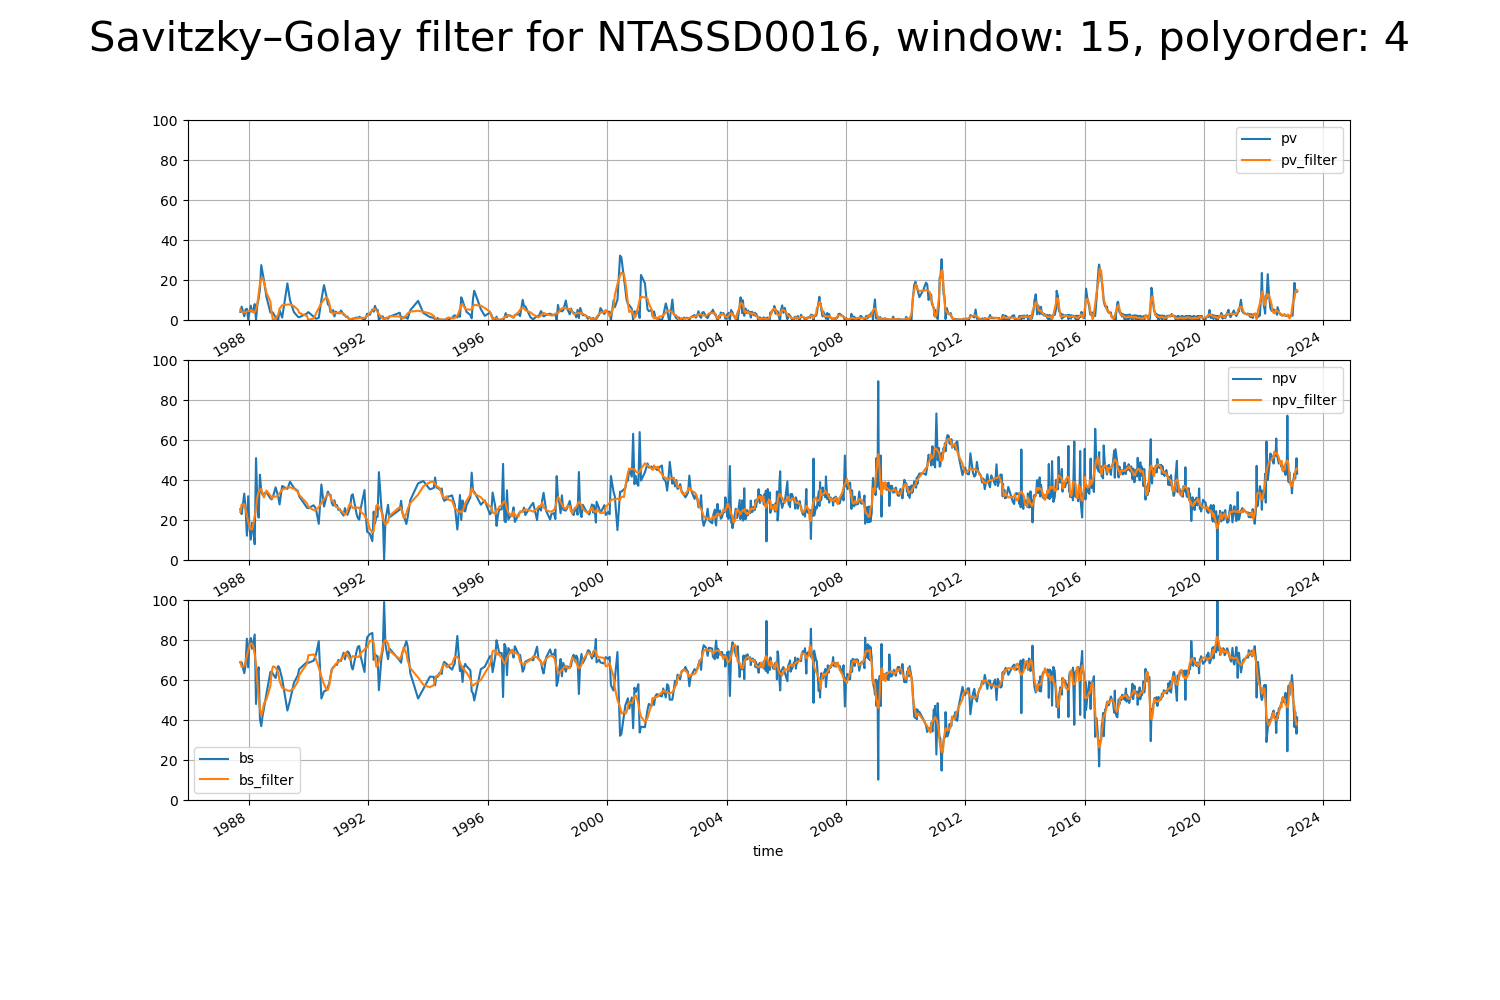 Savitzky–Golay filter for NTASSD0016, window: 15, polyorder: 4
100
80
60
40
20
0
pv
pv_filter
1988 1992 1996 2000 2004 2008 2012 2016 2020 2024
100
80
60
40
20
0
npv
npv_filter
1988 1992 1996 2000 2004 2008 2012 2016 2020 2024
100
80
60
40
20
0
bs
bs_filter
1988 1992 1996 2000 2004 2008 2012 2016 2020 2024
time